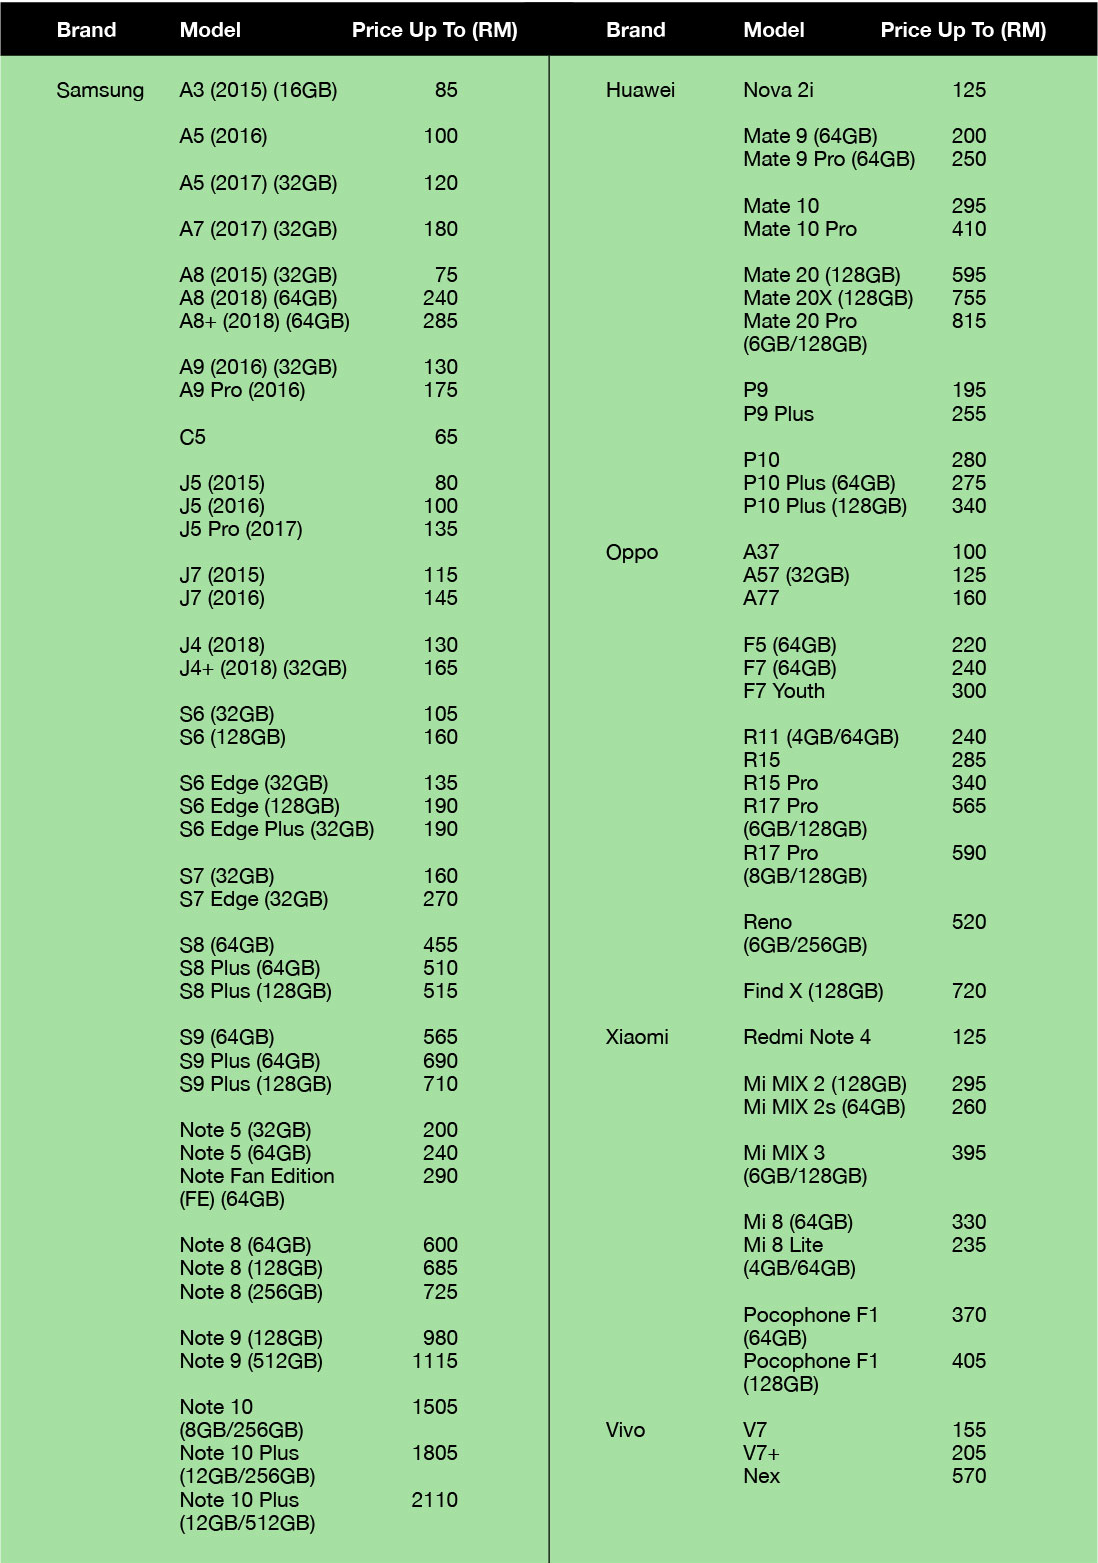 Brand Model Price Up To (RM)
Samsung A3 (2015) (16GB) 85
A5 (2016) 100
A5 (2017) (32GB) 120
A7 (2017) (32GB) 180
A8 (2015) (32GB) 75
A8 (2018) (64GB) 240
A8+ (2018) (64GB) 285
A9 (2016) (32GB) 130
A9 Pro (2016) 175
C5 65
J5 (2015) 80
J5 (2016) 100
J5 Pro (2017) 135
J7 (2015) 115
J7 (2016) 145
J4 (2018) 130
J4+ (2018) (32GB) 165
S6 (32GB) 105
S6 (128GB) 160
S6 Edge (32GB) 135
S6 Edge (128GB) 190
S6 Edge Plus (32GB) 190
S7 (32GB) 160
S7 Edge (32GB) 270
S8 (64GB) 455
S8 Plus (64GB) 510
S8 Plus (128GB) 515
S9 (64GB) 565
S9 Plus (64GB) 690
S9 Plus (128GB) 710
Note 5 (32GB) 200
Note 5 (64GB) 240
Note Fan Edition 290
(FE) (64GB)
Note 8 (64GB) 600
Note 8 (128GB) 685
Note 8 (256GB) 725
Note 9 (128GB) 980
Note 9 (512GB) 1115
Note 10 1505
(8GB/256GB)
Note 10 Plus 1805
(12GB/256GB)
Note 10 Plus 2110
(12GB/512GB)
Brand Model Price Up To (RM)
Huawei Nova 2i 125
Mate 9 (64GB) 200
Mate 9 Pro (64GB) 250
Mate 10 295
Mate 10 Pro 410
Mate 20 (128GB) 595
Mate 20X (128GB) 755
Mate 20 Pro 815
(6GB/128GB)
P9 195
P9 Plus 255
P10 280
P10 Plus (64GB) 275
P10 Plus (128GB) 340
Oppo A37 100
A57 (32GB) 125
A77 160
F5 (64GB) 220
F7 (64GB) 240
F7 Youth 300
R11 (4GB/64GB) 240
R15 285
R15 Pro 340
R17 Pro 565
(6GB/128GB)
R17 Pro 590
(8GB/128GB)
Reno 520
(6GB/256GB)
Find X (128GB) 720
Xiaomi Redmi Note 4 125
Mi MIX 2 (128GB) 295
Mi MIX 2s (64GB) 260
Mi MIX 3 395
(6GB/128GB)
Mi 8 (64GB) 330
Mi 8 Lite 235
(4GB/64GB)
Pocophone F1 370
(64GB)
Pocophone F1 405
(128GB)
Vivo V7 155
V7+ 205
Nex 570